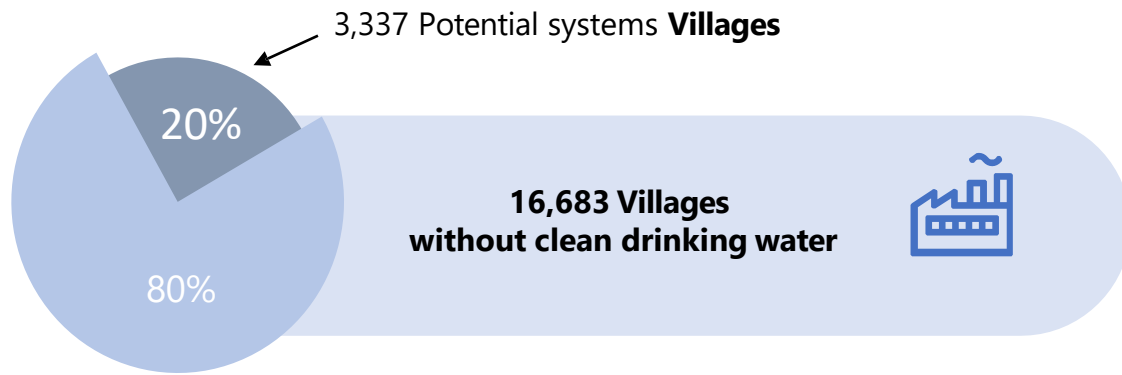 3,337 Potential systems Villages
20%
16,683 Villages
without clean drinking water
80%